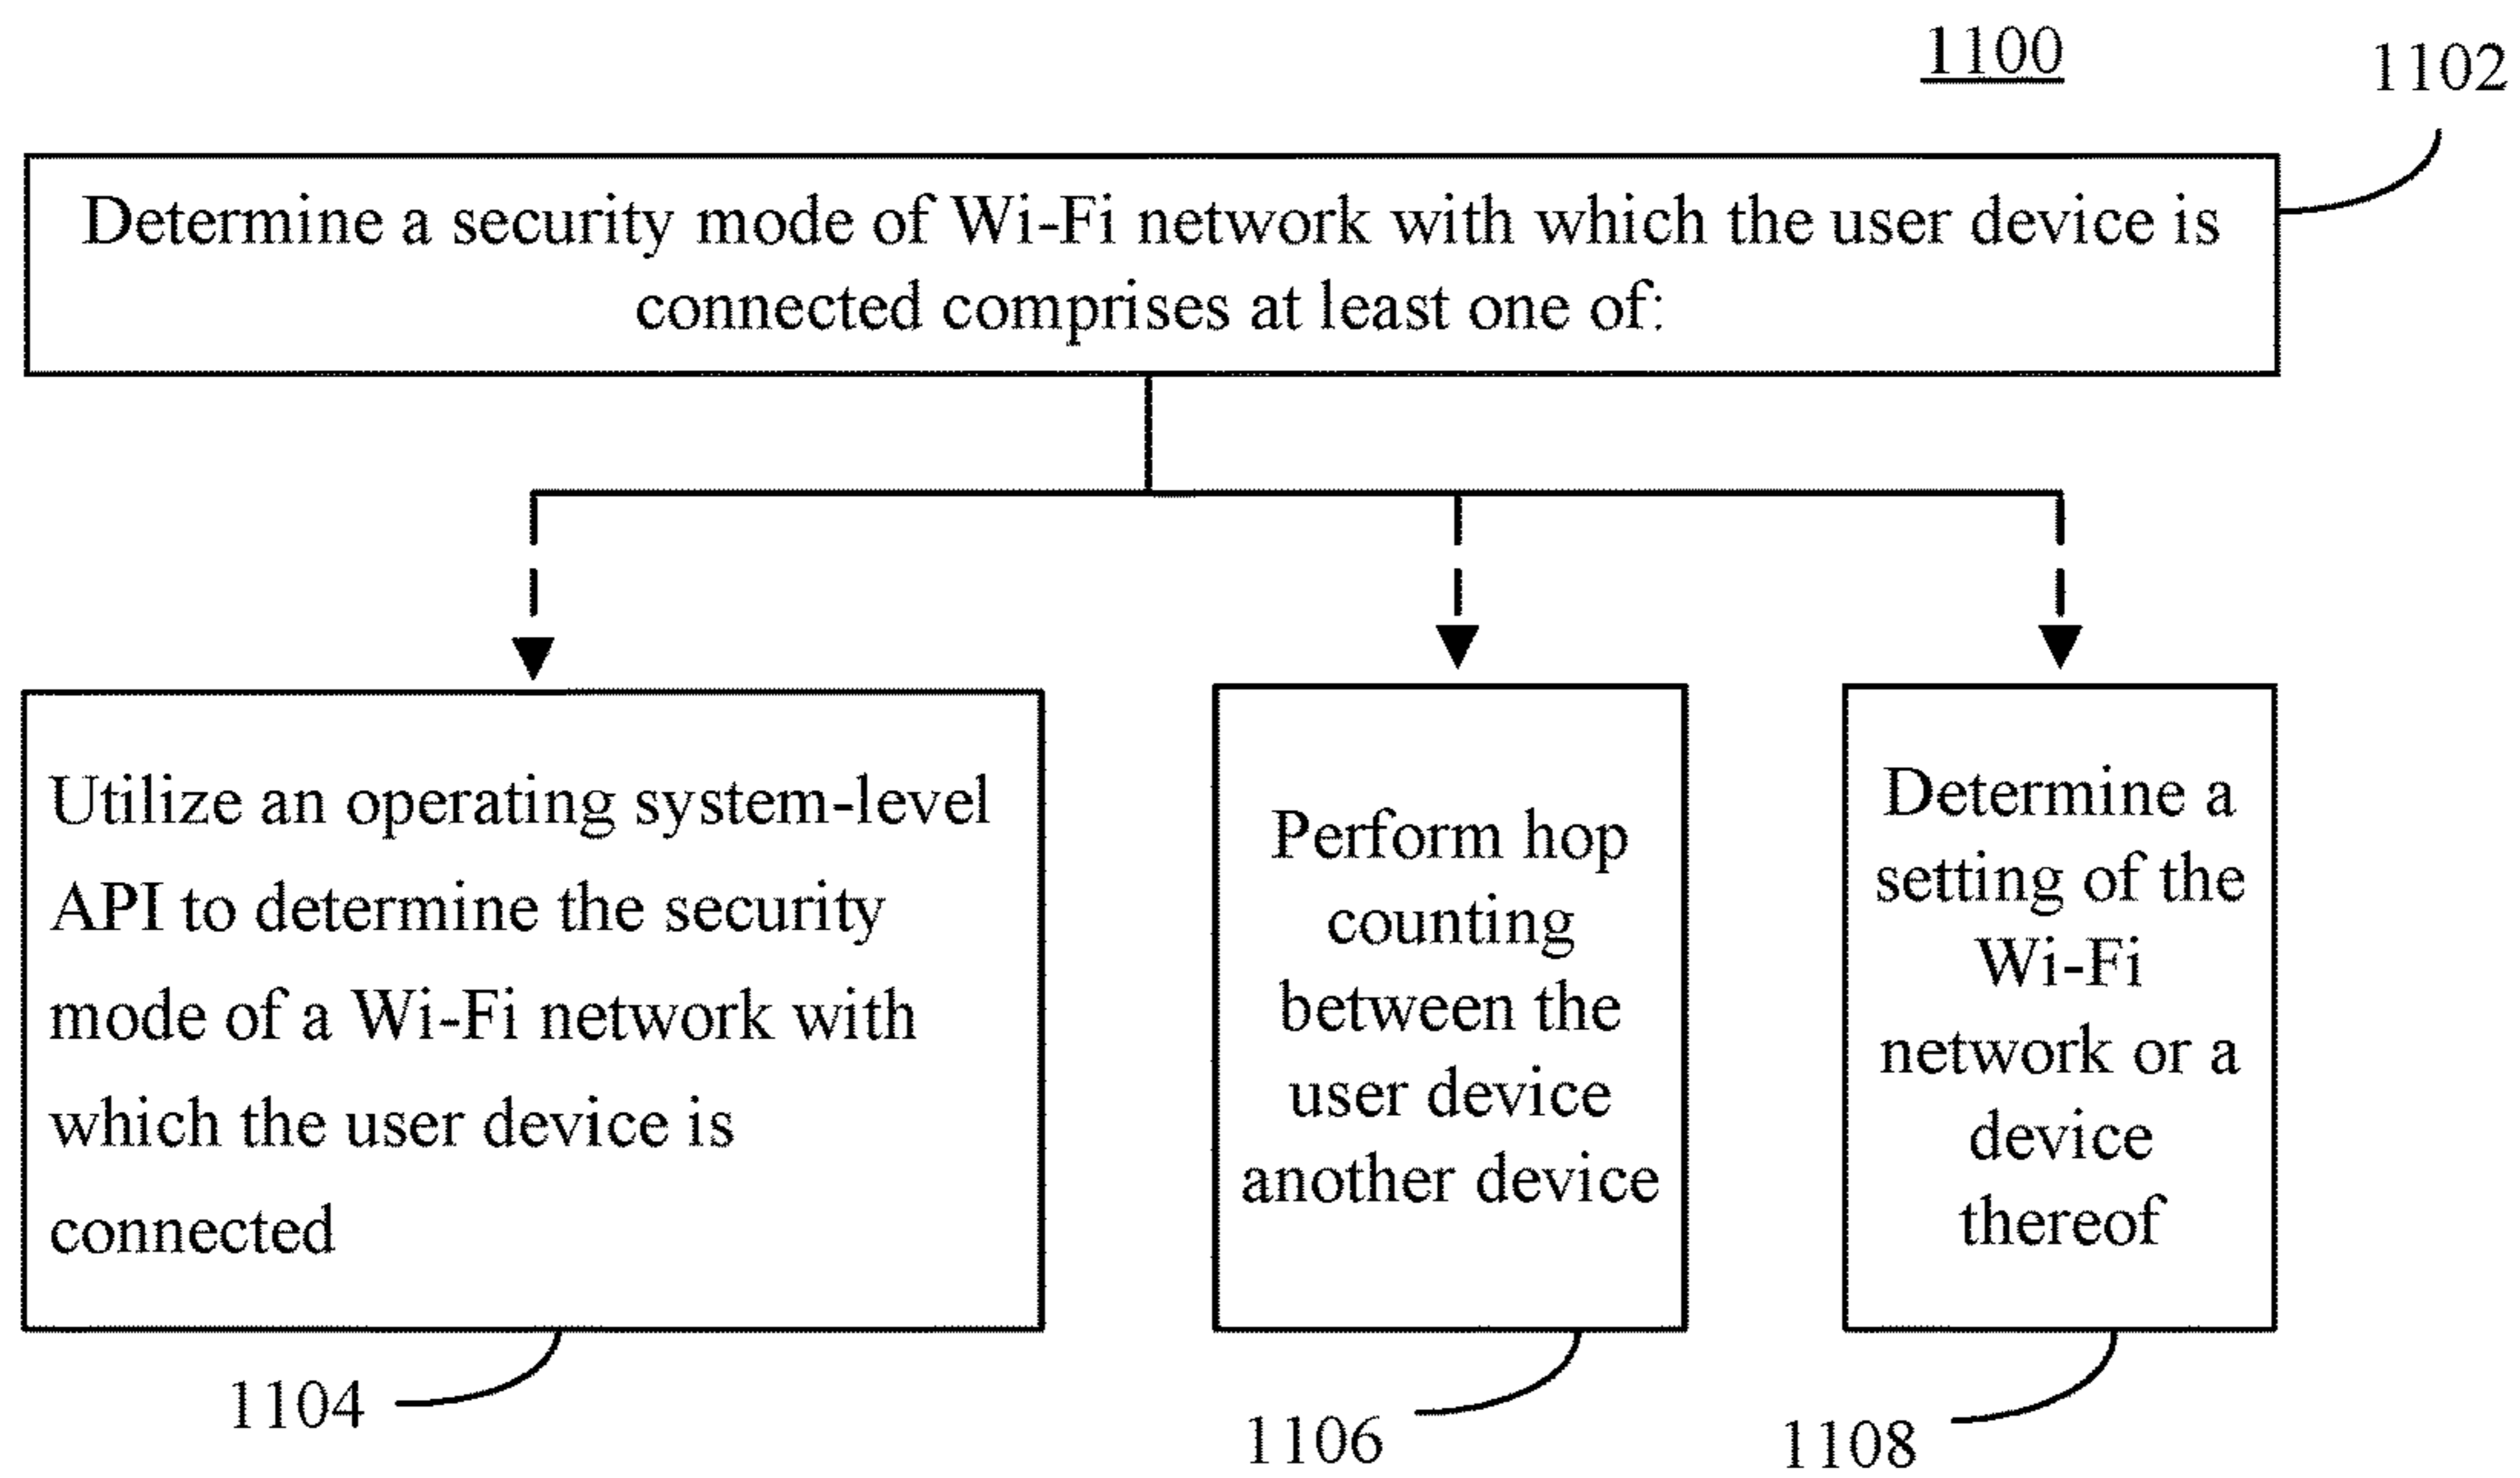 1100
1102
Determine a security mode of Wi-Fi network with which the user device is
connected comprises at least one of:
Utilize an operating system-level
API to determine the security
mode of a Wi-Fi network with
which the user device is
connected
Perform hop
counting
between the
user device
another device
Determine a
setting of the
Wi-Fi
network or a
device
thereof
1104
1106
1108